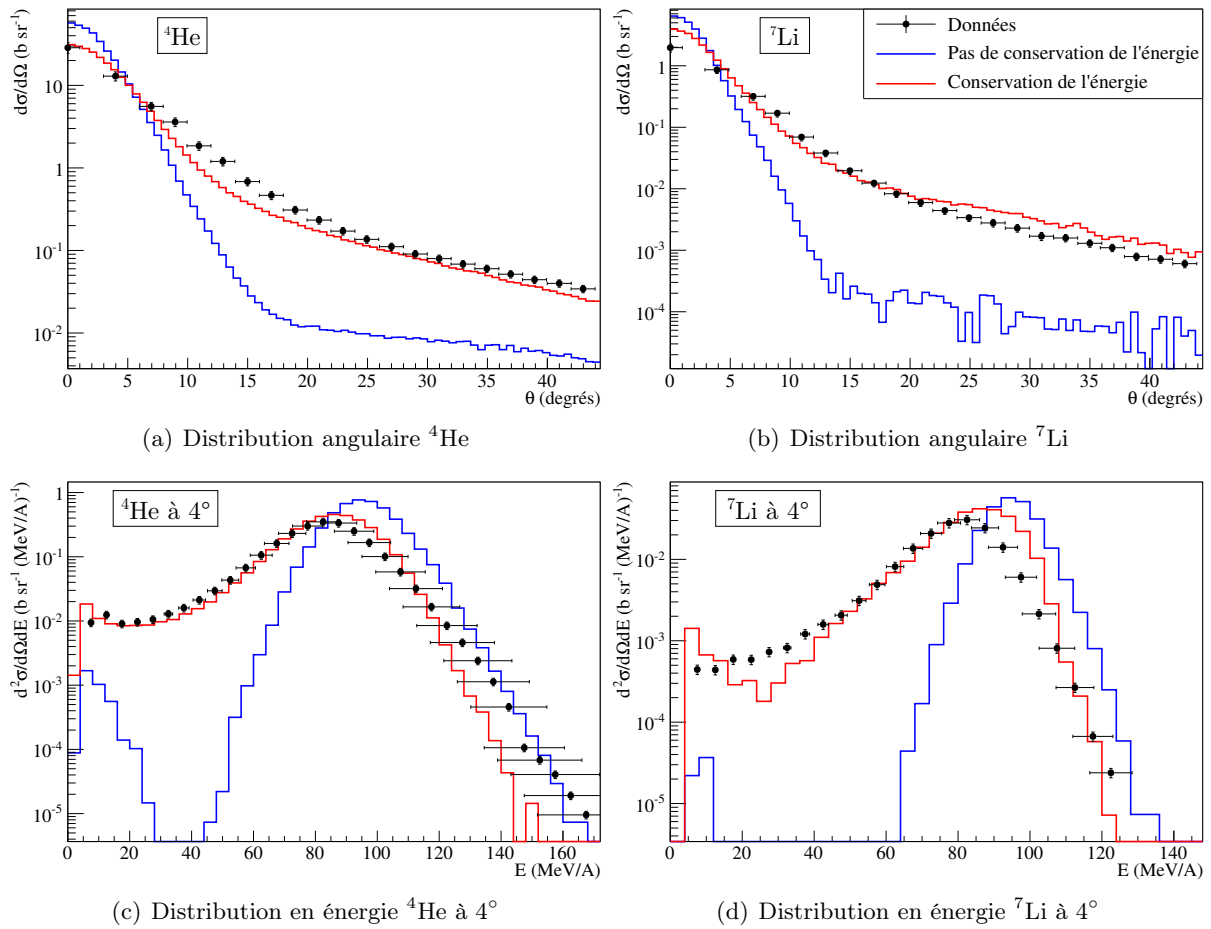 ⁴He
dσ/dΩ (b sr⁻¹)
10
1
10⁻¹
10⁻²
0 5 10 15 20 25 30 35 40
θ (degrés)
(a) Distribution angulaire ⁴He
⁷Li
Données
Pas de conservation de l'énergie
Conservation de l'énergie
dσ/dΩ (b sr⁻¹)
1
10⁻¹
10⁻²
10⁻³
10⁻⁴
0 5 10 15 20 25 30 35 40
θ (degrés)
(b) Distribution angulaire ⁷Li
⁴He à 4°
d²σ/dΩdE (b sr⁻¹ (MeV/A)⁻¹)
1
10⁻¹
10⁻²
10⁻³
10⁻⁴
10⁻⁵
0 20 40 60 80 100 120 140 160
E (MeV/A)
(c) Distribution en énergie ⁴He à 4°
⁷Li à 4°
d²σ/dΩdE (b sr⁻¹ (MeV/A)⁻¹)
10⁻²
10⁻³
10⁻⁴
10⁻⁵
0 20 40 60 80 100 120 140
E (MeV/A)
(d) Distribution en énergie ⁷Li à 4°